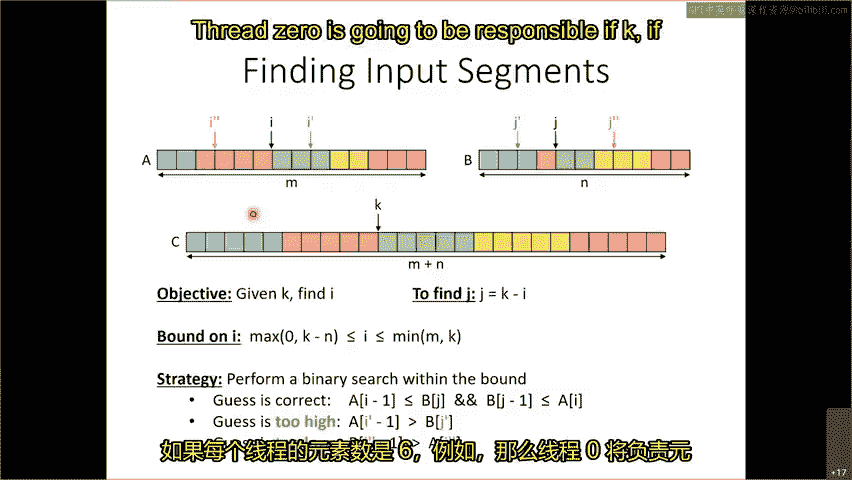 Thread zero is going to be responsible if k, if
Finding Input Segments
i'' i i' j' j j''
A B
m n
k
C
m + n
Objective: Given k, find i To find j: j = k - i
Bound on i: max(0, k - n) ≤ i ≤ min(m, k)
Strategy: Perform a binary search within the bound
• Guess is correct: A[i - 1] ≤ B[j] && B[j - 1] ≤ A[i]
• Guess is too high: A[i' - 1] > B[j']
如果每个线程的元素数是 6，例如，那么线程 0 将负责元
+17